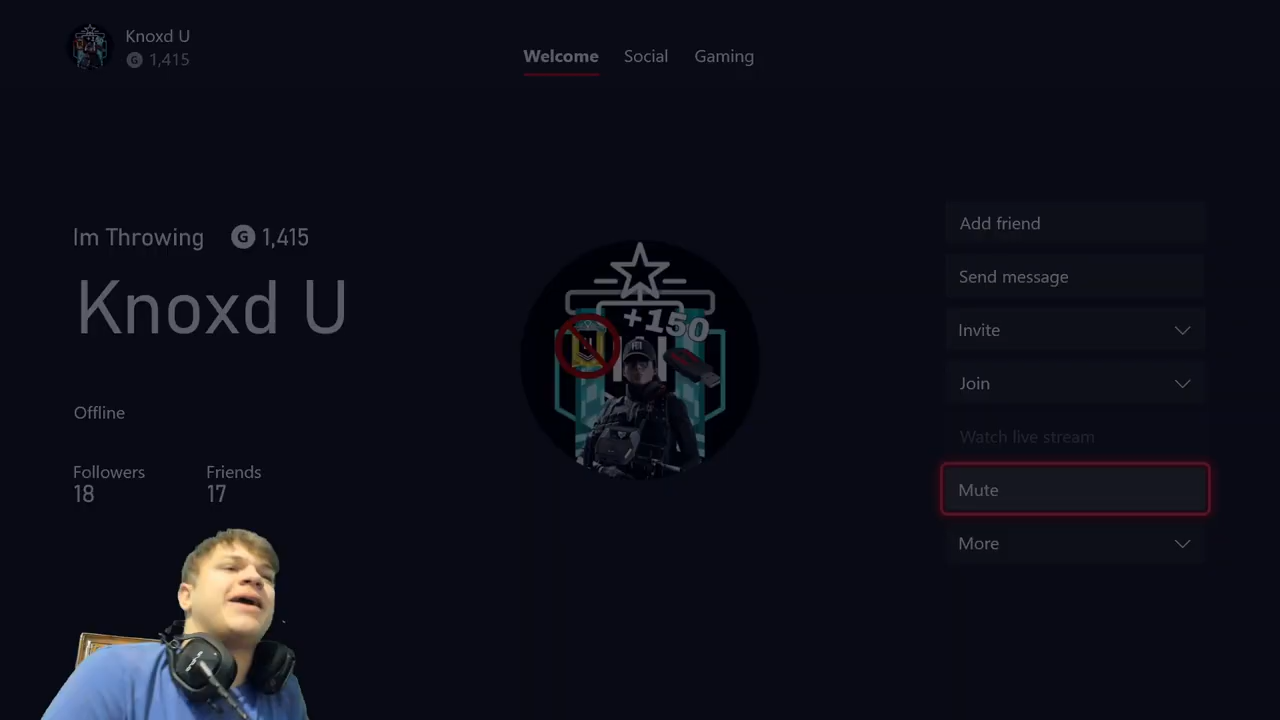 Knoxd U
G 1,415
Welcome Social Gaming
Im Throwing G 1,415
Knoxd U
Offline
Followers Friends
18 17
+150
Add friend
Send message
Invite
Join
Watch live stream
Mute
More